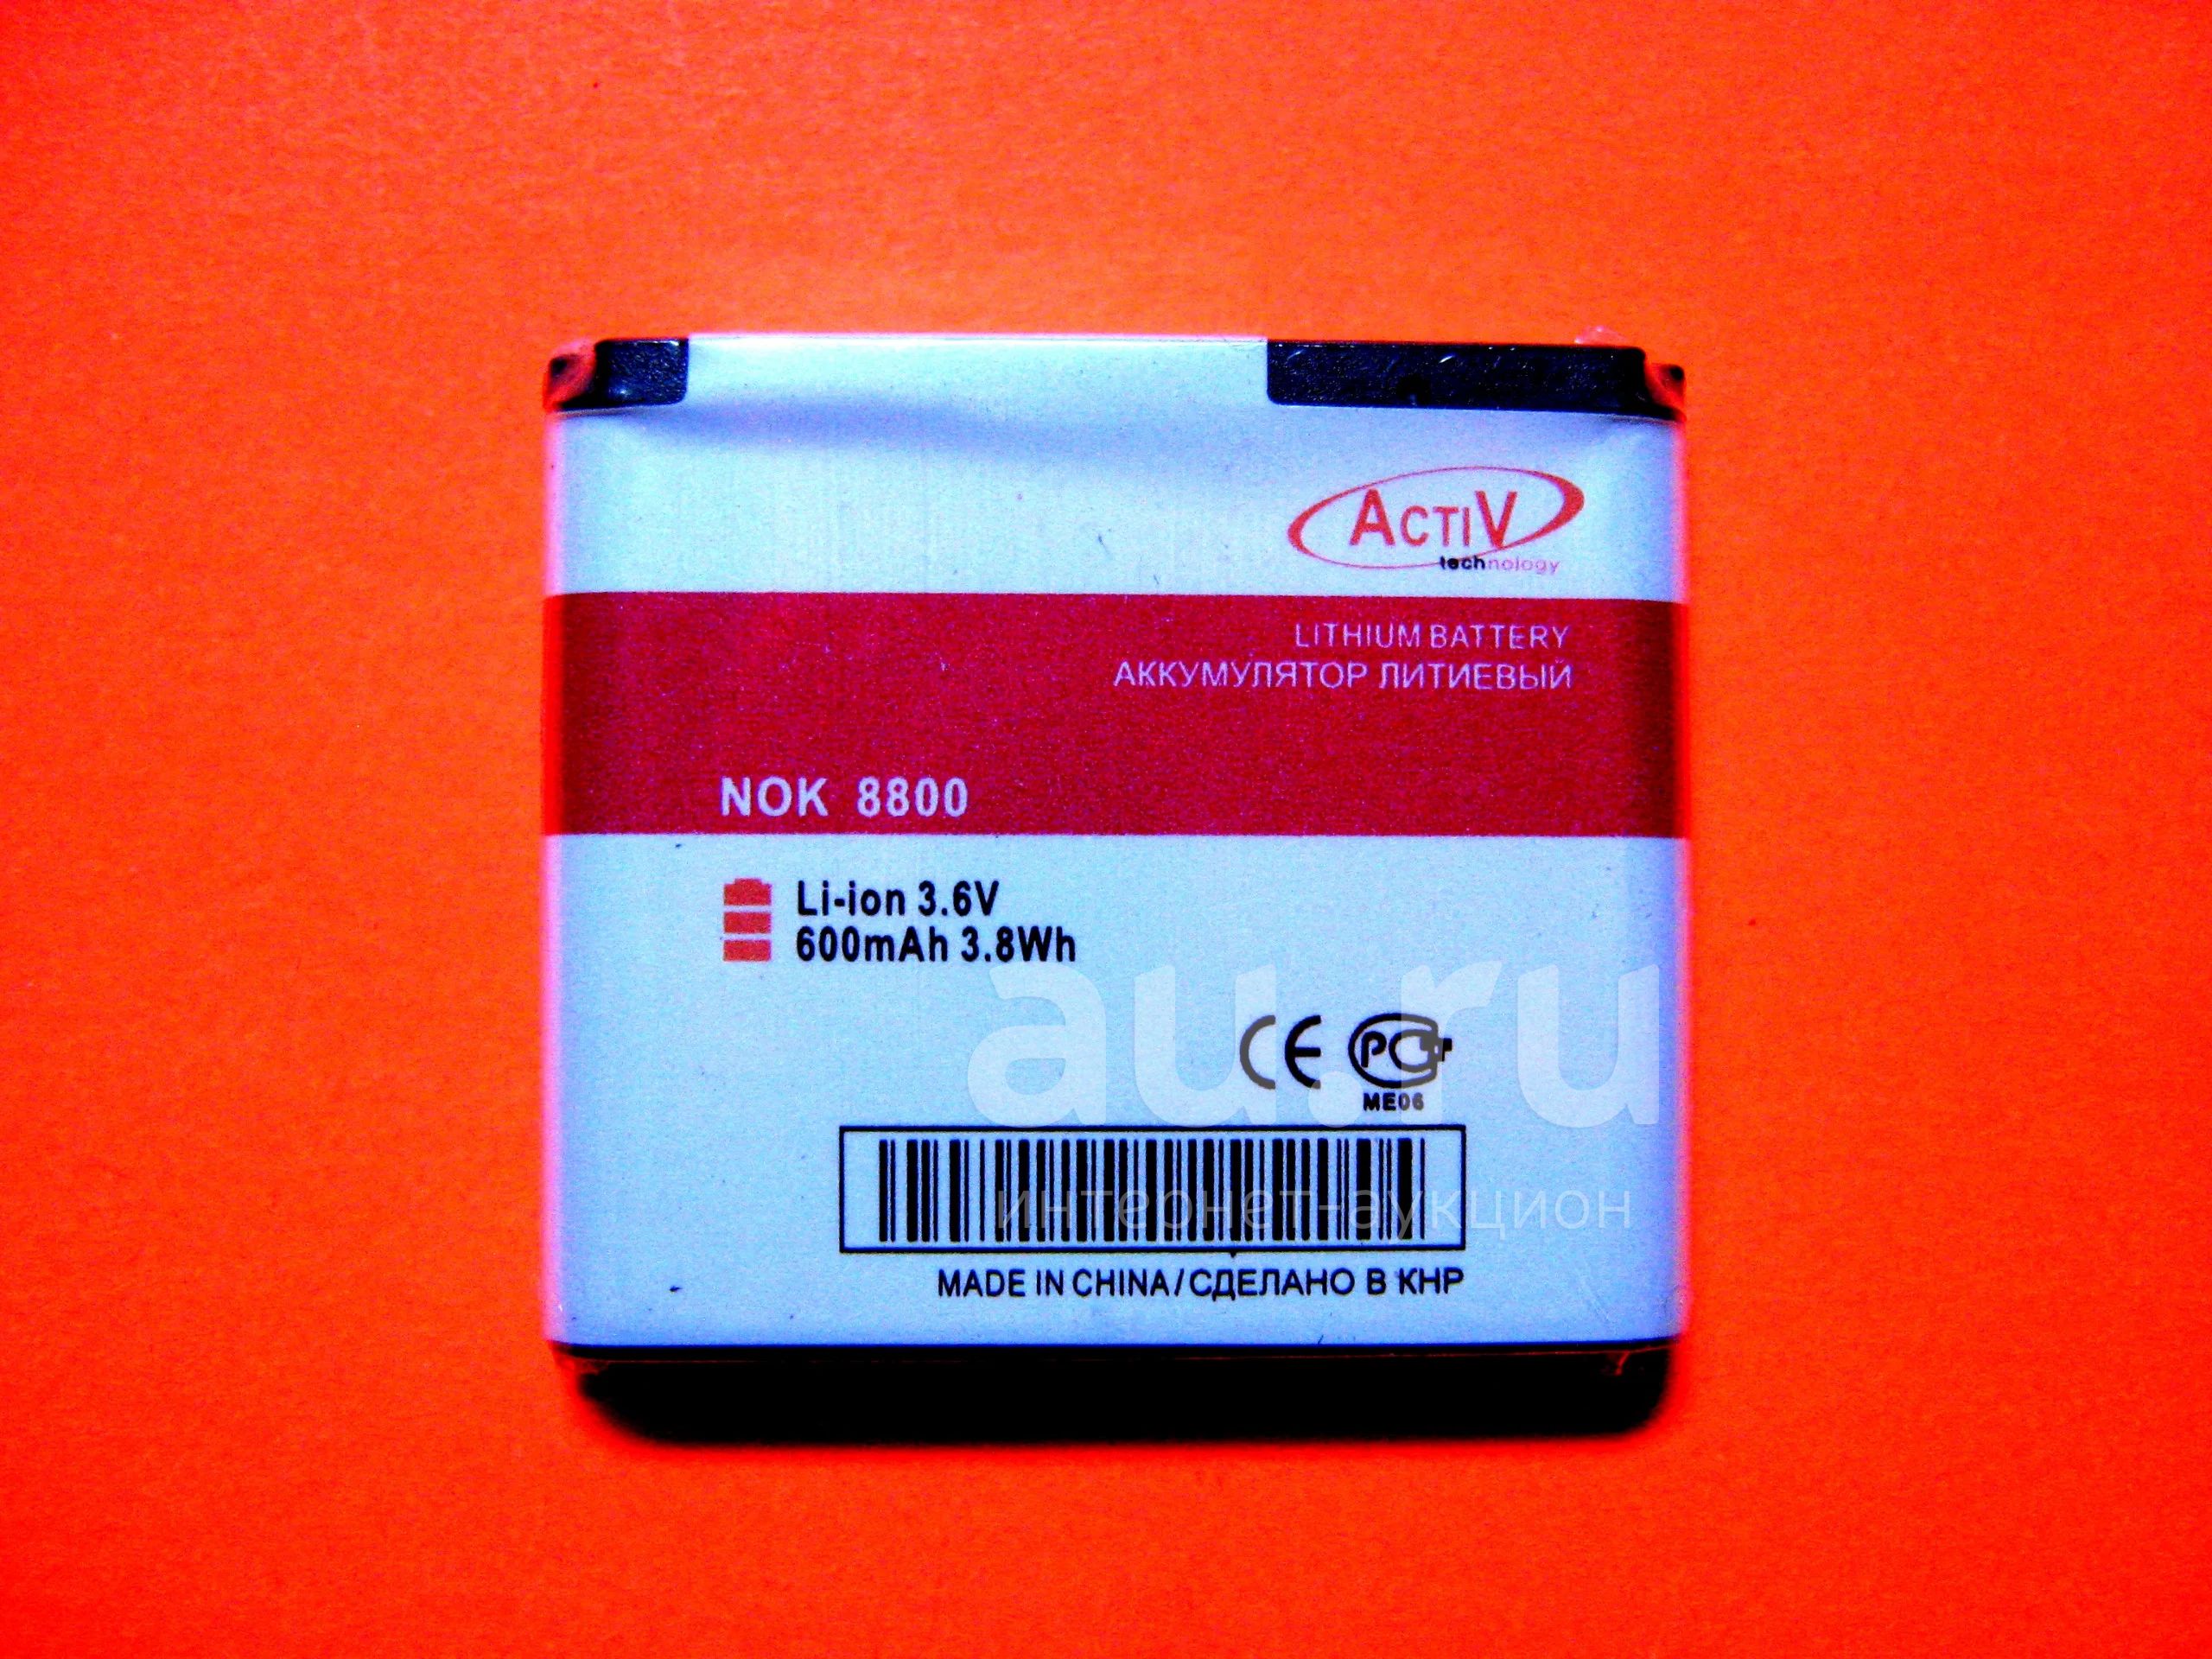 ActiV
technology
LITHIUM BATTERY
АККУМУЛЯТОР ЛИТИЕВЫЙ
NOK 8800
Li-ion 3.6V
600mAh 3.8Wh
au.ru
CE РС
ME06
интернет-аукцион
MADE IN CHINA/СДЕЛАНО В КНР